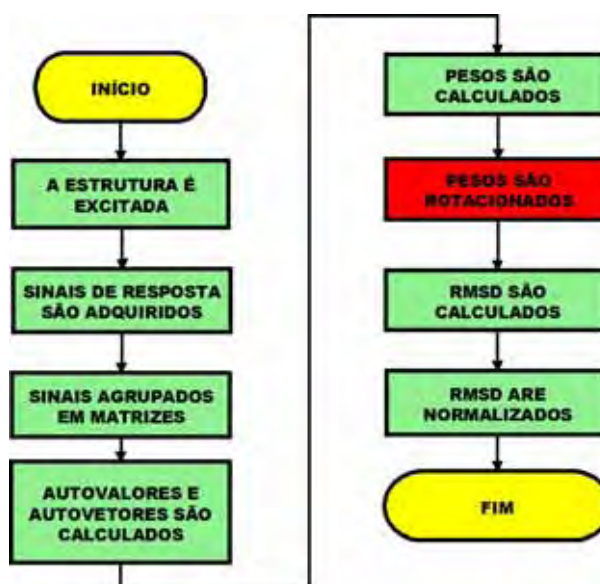 INÍCIO
A ESTRUTURA É
EXCITADA
SINAIS DE RESPOSTA
SÃO ADQUIRIDOS
SINAIS AGRUPADOS
EM MATRIZES
AUTOVALORES E
AUTOVETORES SÃO
CALCULADOS
PESOS SÃO
CALCULADOS
PESOS SÃO
ROTACIONADOS
RMSD SÃO
CALCULADOS
RMSD ARE
NORMALIZADOS
FIM